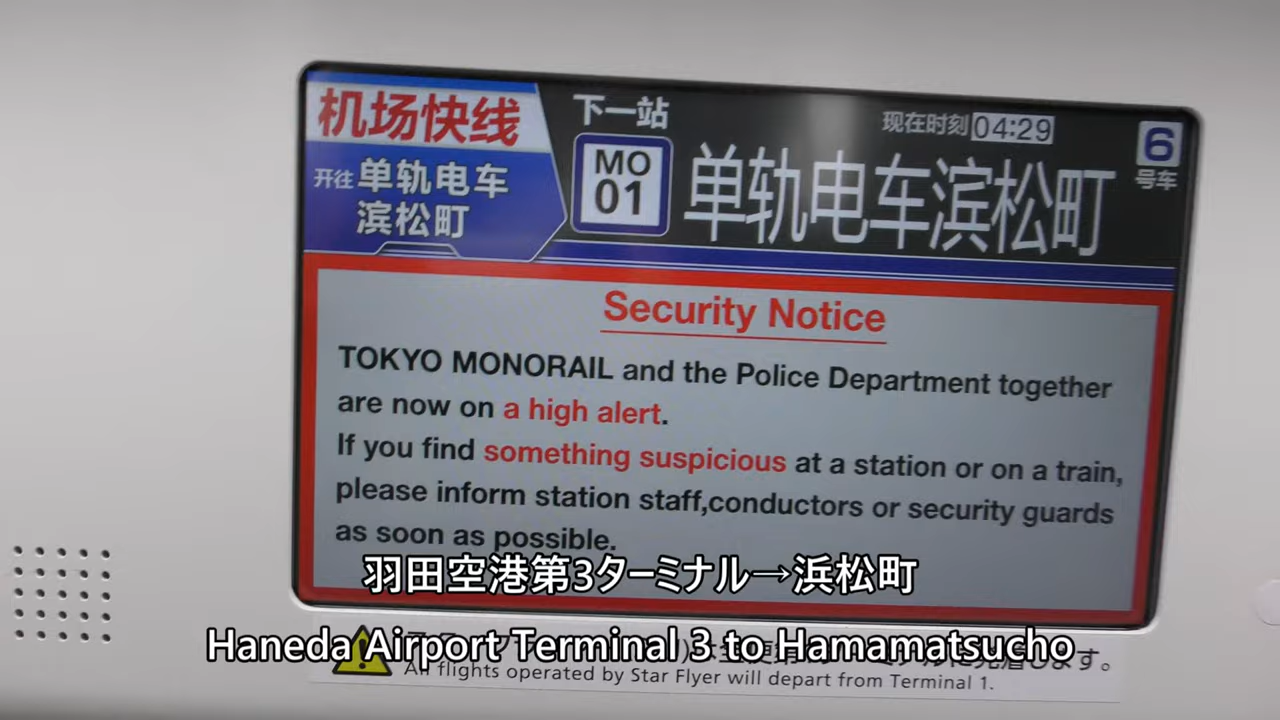 机场快线
开往 单轨电车
滨松町
下一站
MO
01
单轨电车滨松町
现在时刻 04:29
6
号车
Security Notice
TOKYO MONORAIL and the Police Department together
are now on a high alert.
If you find something suspicious at a station or on a train,
please inform station staff,conductors or security guards
as soon as possible.
羽田空港第3ターミナル→浜松町
Haneda Airport Terminal 3 to Hamamatsucho
All flights operated by Star Flyer will depart from Terminal 1.